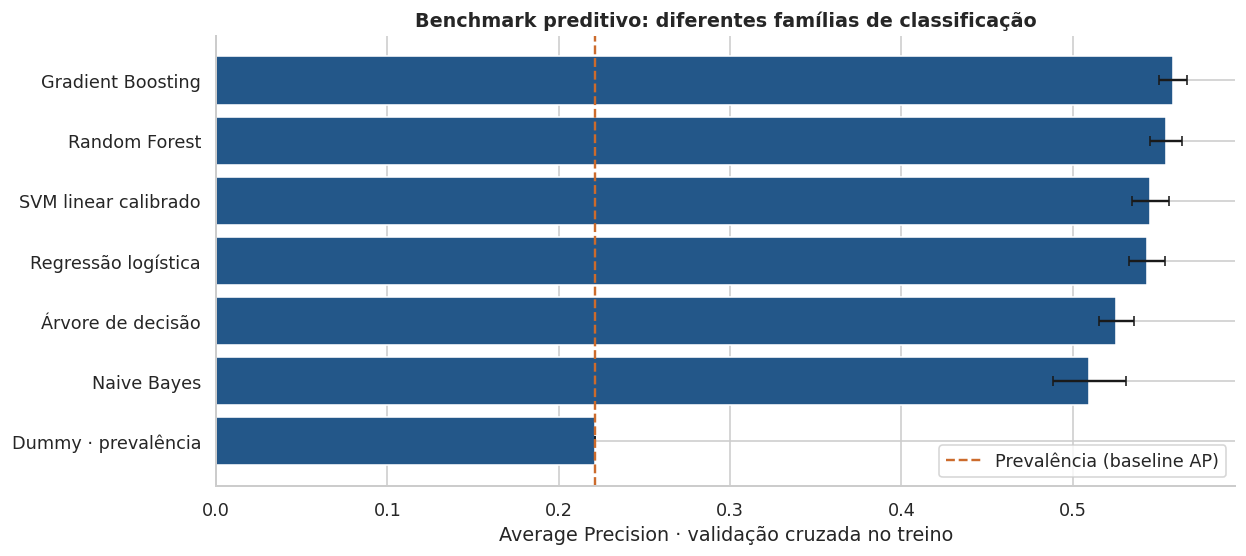 Benchmark preditivo: diferentes famílias de classificação
Gradient Boosting
Random Forest
SVM linear calibrado
Regressão logística
Árvore de decisão
Naive Bayes
Dummy · prevalência
Prevalência (baseline AP)
0.0 0.1 0.2 0.3 0.4 0.5
Average Precision · validação cruzada no treino